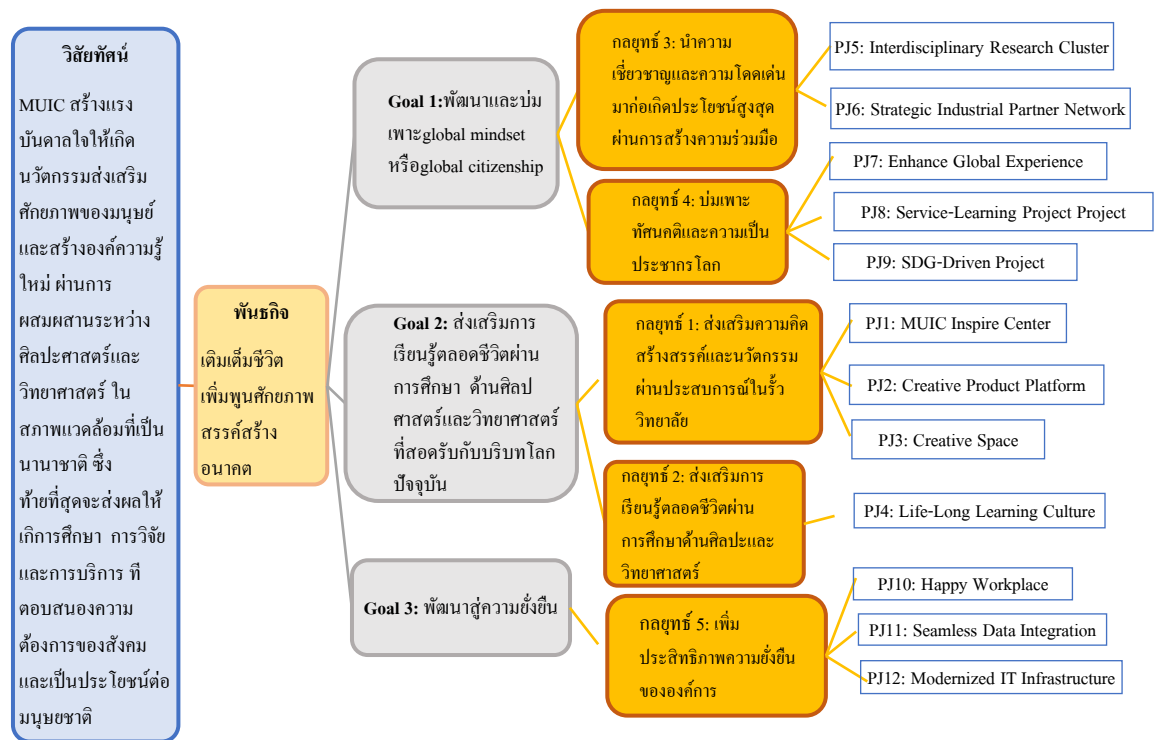 วิสัยทัศน์
MUIC สร้างแรง
บันดาลใจให้เกิด
นวัตกรรมส่งเสริม
ศักยภาพของมนุษย์
และสร้างองค์ความรู้
ใหม่ ผ่านการ
ผสมผสานระหว่าง
ศิลปะศาสตร์และ
วิทยาศาสตร์ ใน
สภาพแวดล้อมที่เป็น
นานาชาติ ซึ่ง
ท้ายที่สุดจะส่งผลให้
เกิการศึกษา การวิจัย
และการบริการ ที
ตอบสนองความ
ต้องการของสังคม
และเป็นประโยชน์ต่อ
มนุษยชาติ
พันธกิจ
เติมเต็มชีวิต
เพิ่มพูนศักยภาพ
สรรค์สร้าง
อนาคต
Goal 1:พัฒนาและบ่ม
เพาะglobal mindset
หรือglobal citizenship
กลยุทธ์ 3: นำความ
เชี่ยวชาญและความโดดเด่น
มาก่อเกิดประโยชน์สูงสุด
ผ่านการสร้างความร่วมมือ
PJ5: Interdisciplinary Research Cluster
PJ6: Strategic Industrial Partner Network
กลยุทธ์ 4: บ่มเพาะ
ทัศนคติและความเป็น
ประชากรโลก
PJ7: Enhance Global Experience
PJ8: Service-Learning Project Project
PJ9: SDG-Driven Project
Goal 2: ส่งเสริมการ
เรียนรู้ตลอดชีวิตผ่าน
การศึกษา ด้านศิลป
ศาสตร์และวิทยาศาสตร์
ที่สอดรับกับบริบทโลก
ปัจจุบัน
กลยุทธ์ 1: ส่งเสริมความคิด
สร้างสรรค์และนวัตกรรม
ผ่านประสบการณ์ในรั้ว
วิทยาลัย
PJ1: MUIC Inspire Center
PJ2: Creative Product Platform
PJ3: Creative Space
กลยุทธ์ 2: ส่งเสริมการ
เรียนรู้ตลอดชีวิตผ่าน
การศึกษาด้านศิลปะและ
วิทยาศาสตร์
PJ4: Life-Long Learning Culture
Goal 3: พัฒนาสู่ความยั่งยืน
กลยุทธ์ 5: เพิ่ม
ประสิทธิภาพความยั่งยืน
ขององค์การ
PJ10: Happy Workplace
PJ11: Seamless Data Integration
PJ12: Modernized IT Infrastructure